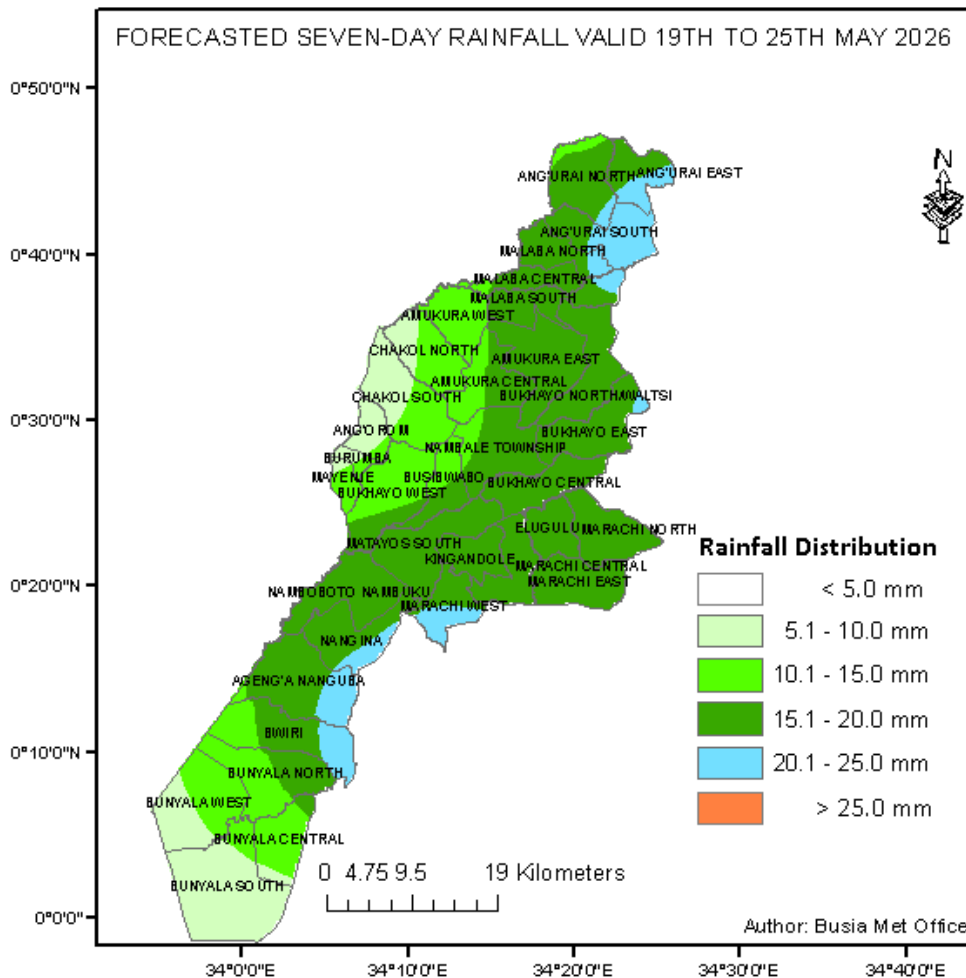 FORECASTED SEVEN-DAY RAINFALL VALID 19TH TO 25TH MAY 2026
0°50'0"N
N
ANG'URAI NORTH
ANG'URAI EAST
ANG'URAI SOUTH
0°40'0"N
MALABA NORTH
MALABA CENTRAL
MALABA SOUTH
AMUKURA WEST
CHAKOL NORTH
AMUKURA EAST
AMUKURA CENTRAL
CHAKOL SOUTH
BUKHAYO NORTH/WALTSI
0°30'0"N
ANG'OROM
BUKHAYO EAST
NAMBALE TOWNSHIP
BURUMBA
MAYENJE
BUSIBWABO
BUKHAYO CENTRAL
BUKHAYO WEST
ELUGULU
MARACHI NORTH
MATAYOS SOUTH
KINGANDOLE
MARACHI CENTRAL
MARACHI EAST
0°20'0"N
NAMBOBOTO NAMBUKU
MARACHI WEST
NANGINA
AGENG'A NANGUBA
BWIRI
0°10'0"N
BUNYALA NORTH
BUNYALA WEST
BUNYALA CENTRAL
BUNYALA SOUTH
0°0'0"
Rainfall Distribution
< 5.0 mm
5.1 - 10.0 mm
10.1 - 15.0 mm
15.1 - 20.0 mm
20.1 - 25.0 mm
> 25.0 mm
0 4.75 9.5 19 Kilometers
Author: Busia Met Office
34°0'0"E 34°10'0"E 34°20'0"E 34°30'0"E 34°40'0"E